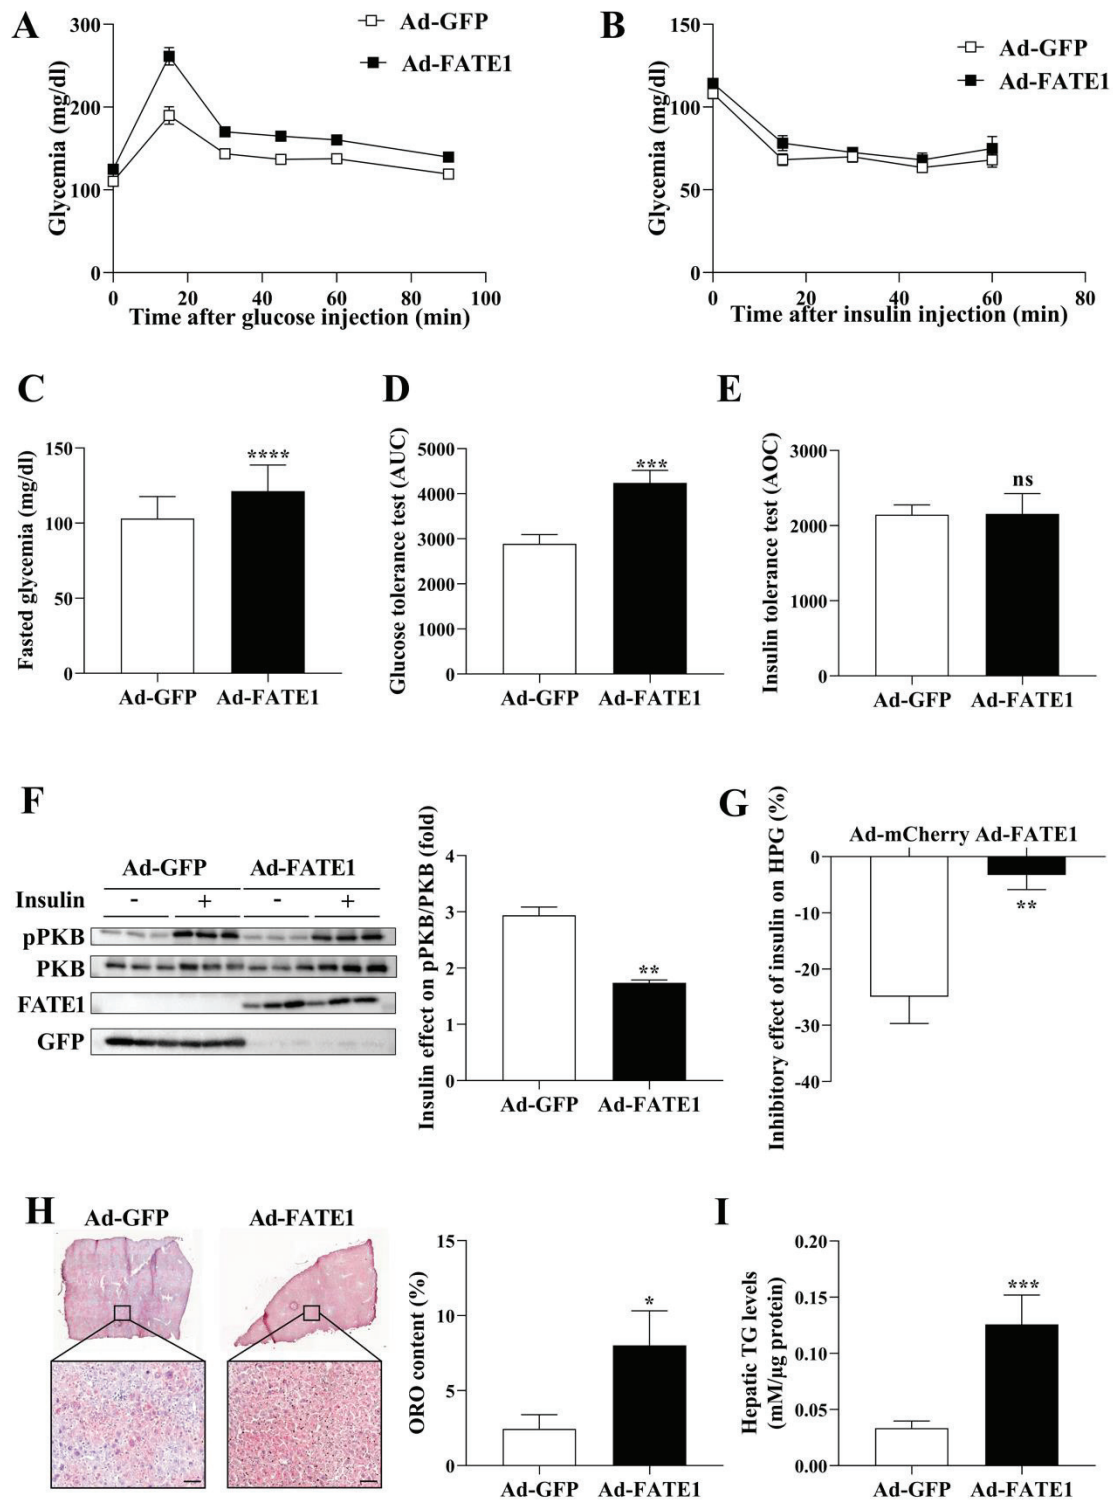 A
Glycemia (mg/dl)
300
200
100
0
0 20 40 60 80 100
Time after glucose injection (min)
Ad-GFP
Ad-FATE1
B
Glycemia (mg/dl)
150
100
50
0
0 20 40 60 80
Time after insulin injection (min)
Ad-GFP
Ad-FATE1
C
Fasted glycemia (mg/dl)
150
100
50
0
****
Ad-GFP Ad-FATE1
D
Glucose tolerance test (AUC)
5000
4000
3000
2000
1000
0
***
Ad-GFP Ad-FATE1
E
Insulin tolerance test (AOC)
3000
2000
1000
0
ns
Ad-GFP Ad-FATE1
F
Ad-GFP Ad-FATE1
Insulin - + - +
pPKB
PKB
FATE1
GFP
Insulin effect on pPKB/PKB (fold)
4
3
2
1
0
**
Ad-GFP Ad-FATE1
G
Inhibitory effect of insulin on HPG (%)
Ad-mCherry Ad-FATE1
0
-10
-20
-30
-40
**
H
Ad-GFP Ad-FATE1
ORO content (%)
15
10
5
0
*
Ad-GFP Ad-FATE1
I
Hepatic TG levels
(mM/µg protein)
0.20
0.15
0.10
0.05
0.00
***
Ad-GFP Ad-FATE1